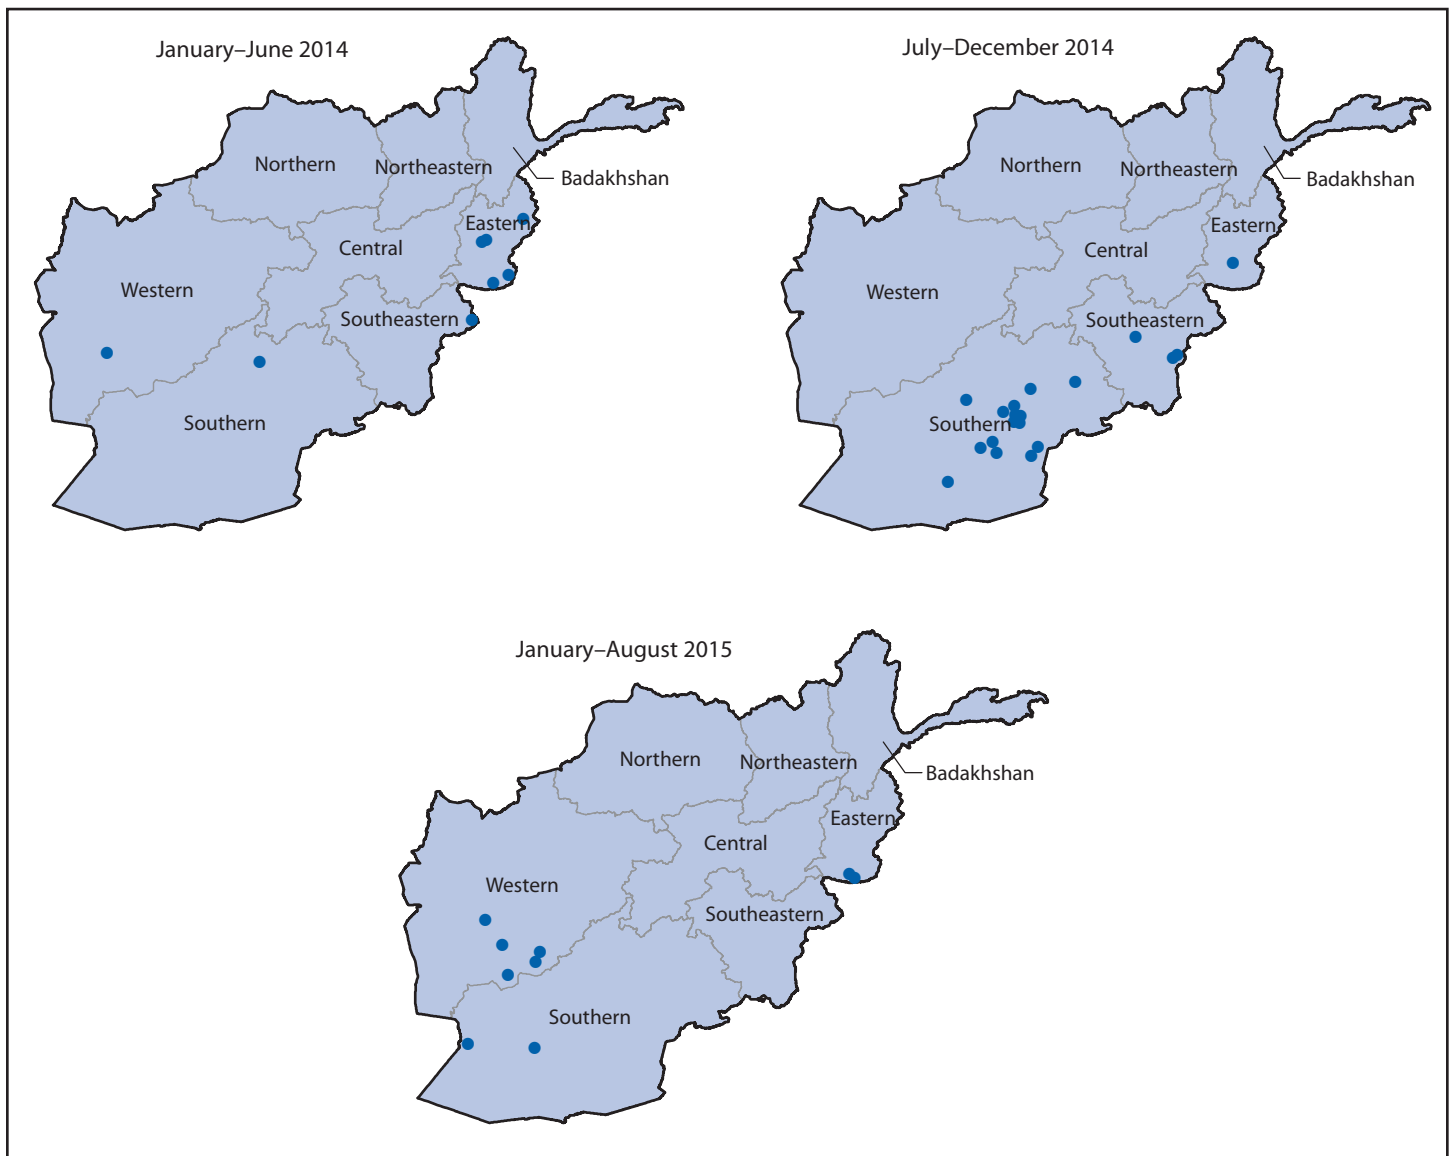 January–June 2014
Northern
Northeastern
Badakhshan
Eastern
Central
Western
Southeastern
Southern
July–December 2014
Northern
Northeastern
Badakhshan
Eastern
Central
Western
Southeastern
Southern
January–August 2015
Northern
Northeastern
Badakhshan
Eastern
Central
Western
Southeastern
Southern